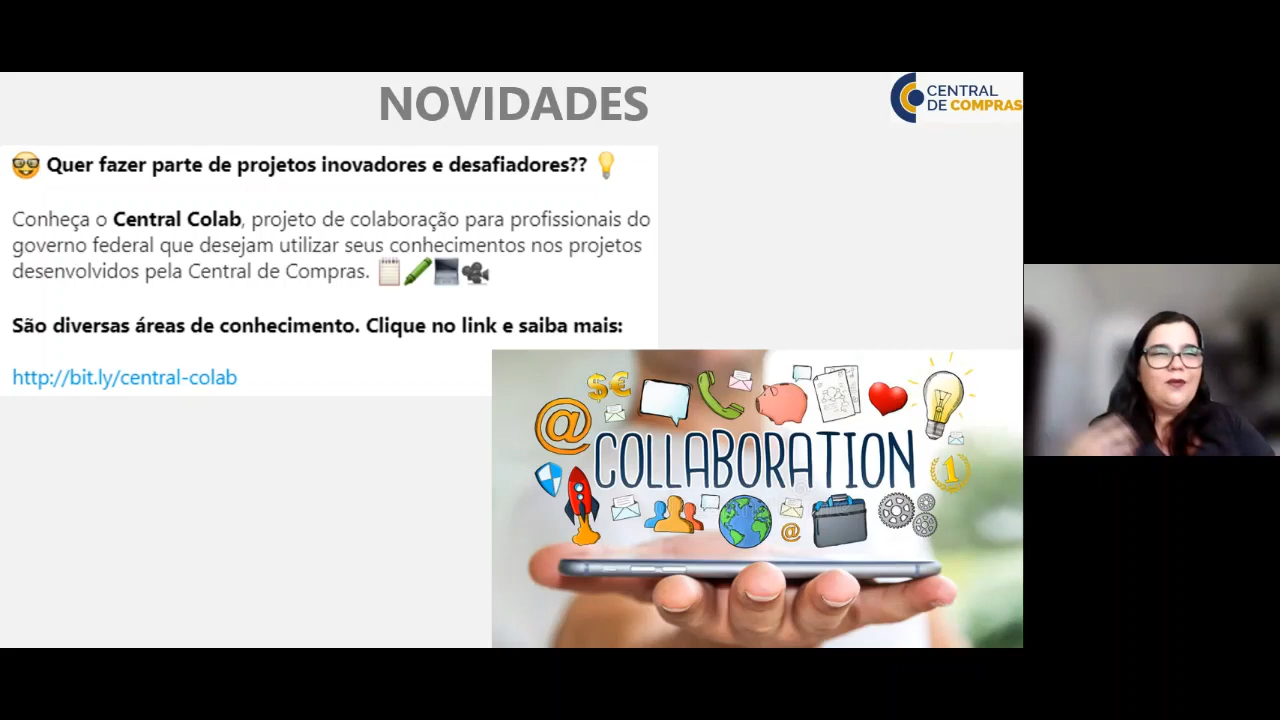 NOVIDADES
CENTRAL
DE COMPRAS
Quer fazer parte de projetos inovadores e desafiadores??
Conheça o Central Colab, projeto de colaboração para profissionais do
governo federal que desejam utilizar seus conhecimentos nos projetos
desenvolvidos pela Central de Compras.
São diversas áreas de conhecimento. Clique no link e saiba mais:
http://bit.ly/central-colab
$€
@
COLLABORATION
1
@